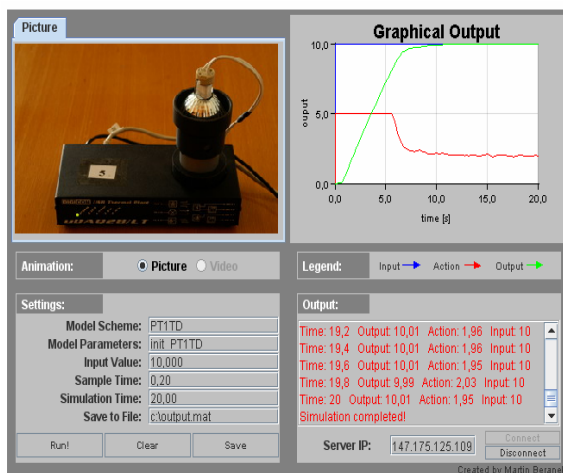 Picture
5
Graphical Output
10,0
5,0
0,0
ouput
0,0 5,0 10,0 15,0 20,0
time [s]
Animation:
Picture
Video
Legend:
Input
Action
Output
Settings:
Model Scheme: PT1TD
Model Parameters: init_PT1TD
Input Value: 10,000
Sample Time: 0,20
Simulation Time: 20,00
Save to File: c:\output.mat
Run!
Clear
Save
Output:
Time: 19,2 Output: 10,01 Action: 1,96 Input: 10
Time: 19,4 Output: 10,01 Action: 1,96 Input: 10
Time: 19,6 Output: 10,01 Action: 1,95 Input: 10
Time: 19,8 Output: 9,99 Action: 2,03 Input: 10
Time: 20 Output: 10,01 Action: 1,95 Input: 10
Simulation completed!
Server IP: 147.175.125.109
Connect
Disconnect